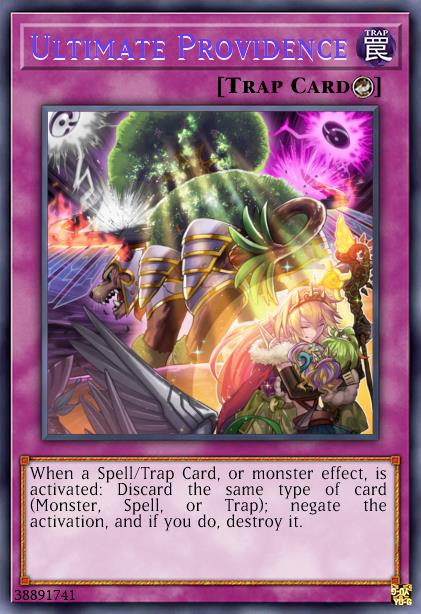 ULTIMATE PROVIDENCE
TRAP
罠
[TRAP CARD]
When a Spell/Trap Card, or monster effect, is
activated: Discard the same type of card
(Monster, Spell, or Trap); negate the
activation, and if you do, destroy it.
38891741